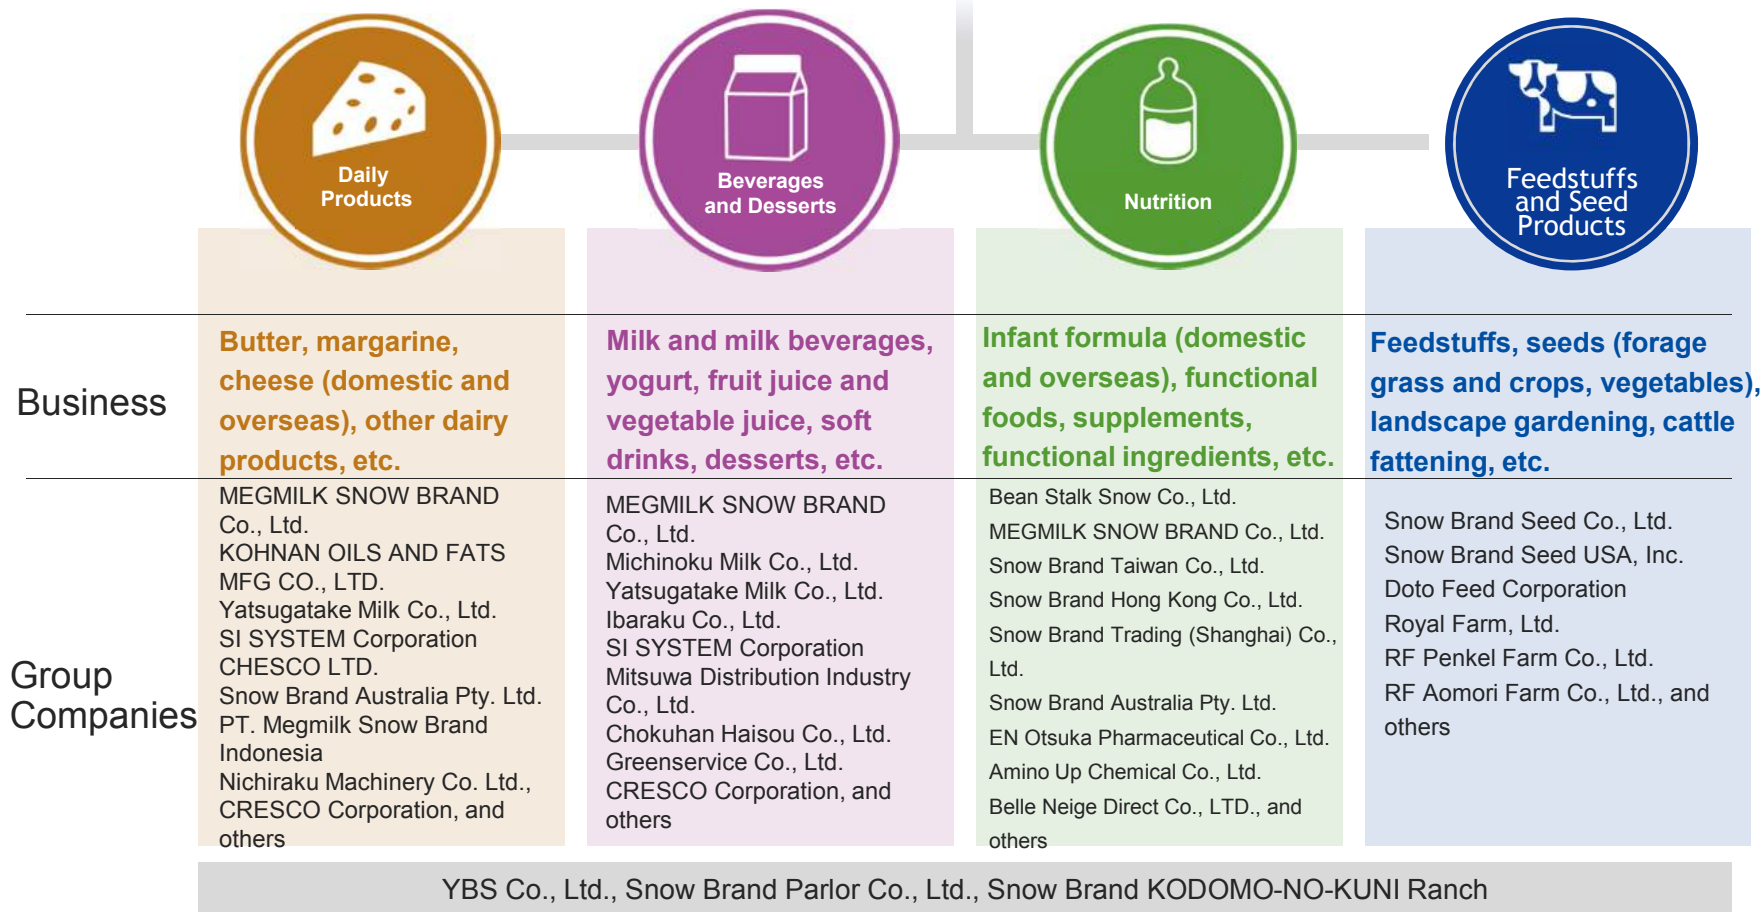 Daily
Products
Beverages
and Desserts
Nutrition
Feedstuffs
and Seed
Products
Business
Butter, margarine,
cheese (domestic and
overseas), other dairy
products, etc.
Milk and milk beverages,
yogurt, fruit juice and
vegetable juice, soft
drinks, desserts, etc.
Infant formula (domestic
and overseas), functional
foods, supplements,
functional ingredients, etc.
Feedstuffs, seeds (forage
grass and crops, vegetables),
landscape gardening, cattle
fattening, etc.
Group
Companies
MEGMILK SNOW BRAND
Co., Ltd.
KOHNAN OILS AND FATS
MFG CO., LTD.
Yatsugatake Milk Co., Ltd.
SI SYSTEM Corporation
CHESCO LTD.
Snow Brand Australia Pty. Ltd.
PT. Megmilk Snow Brand
Indonesia
Nichiraku Machinery Co. Ltd.,
CRESCO Corporation, and
others
MEGMILK SNOW BRAND
Co., Ltd.
Michinoku Milk Co., Ltd.
Yatsugatake Milk Co., Ltd.
Ibaraku Co., Ltd.
SI SYSTEM Corporation
Mitsuwa Distribution Industry
Co., Ltd.
Chokuhan Haisou Co., Ltd.
Greenservice Co., Ltd.
CRESCO Corporation, and
others
Bean Stalk Snow Co., Ltd.
MEGMILK SNOW BRAND Co., Ltd.
Snow Brand Taiwan Co., Ltd.
Snow Brand Hong Kong Co., Ltd.
Snow Brand Trading (Shanghai) Co.,
Ltd.
Snow Brand Australia Pty. Ltd.
EN Otsuka Pharmaceutical Co., Ltd.
Amino Up Chemical Co., Ltd.
Belle Neige Direct Co., LTD., and
others
Snow Brand Seed Co., Ltd.
Snow Brand Seed USA, Inc.
Doto Feed Corporation
Royal Farm, Ltd.
RF Penkel Farm Co., Ltd.
RF Aomori Farm Co., Ltd., and
others
YBS Co., Ltd., Snow Brand Parlor Co., Ltd., Snow Brand KODOMO-NO-KUNI Ranch